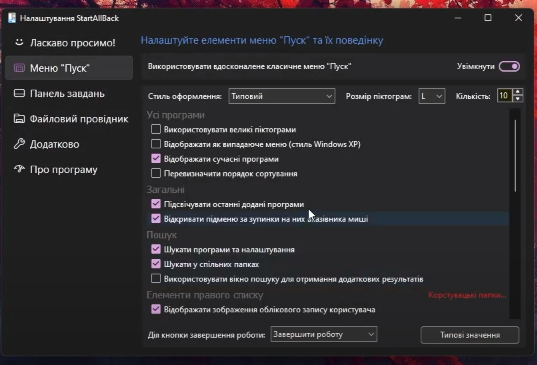 Налаштування StartAllBack
Ласкаво просимо!
Меню "Пуск"
Панель завдань
Файловий провідник
Додатково
Про програму
Налаштуйте елементи меню "Пуск" та їх поведінку
Використовувати вдосконалене класичне меню "Пуск"
Увімкнути
Стиль оформлення: Типовий
Розмір піктограм: L
Кількість: 10
Усі програми
Використовувати великі піктограми
Відображати як випадаюче меню (стиль Windows XP)
Відображати сучасні програми
Перевизначити порядок сортування
Загальні
Підсвічувати останні додані програми
Відкривати підменю за зупинки на них миші
Пошук
Шукати програми та налаштування
Шукати у спільних папках
Використовувати вікно пошуку для отримання додаткових результатів
Елементи правого списку
Відображати зображення облікового запису користувача
Дія кнопки завершення роботи: Завершити роботу
Типові значення